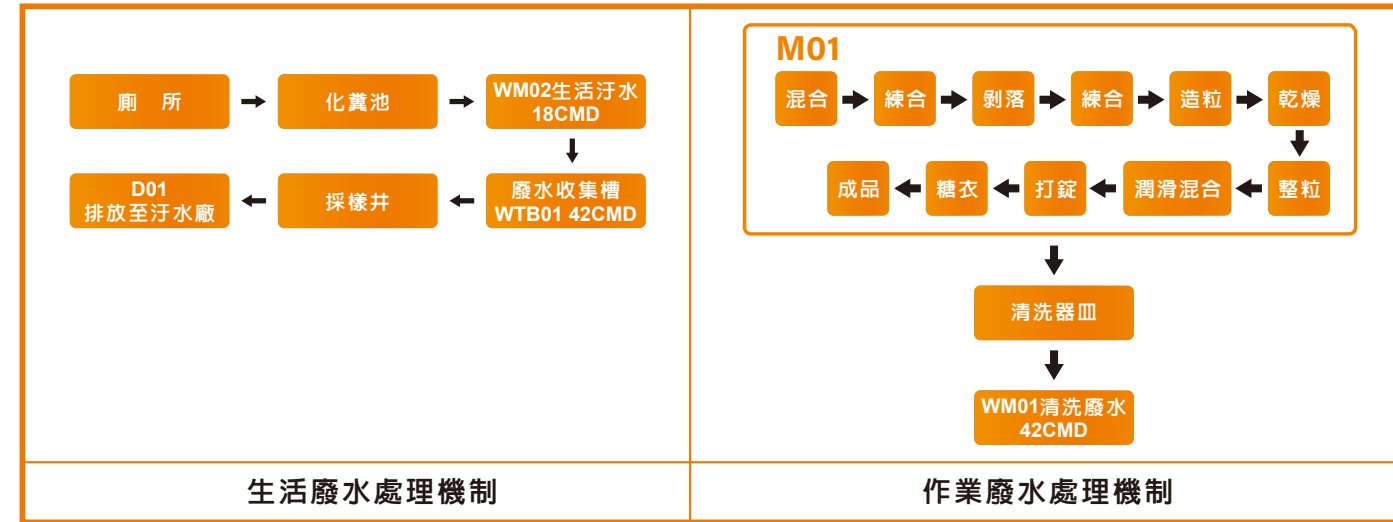 廁 所
化糞池
WM02生活汙水
18CMD
廢水收集槽
WTB01 42CMD
採樣井
D01
排放至汙水廠
生活廢水處理機制
M01
混合
練合
剝落
練合
造粒
乾燥
整粒
潤滑混合
打錠
糖衣
成品
清洗器皿
WM01清洗廢水
42CMD
作業廢水處理機制